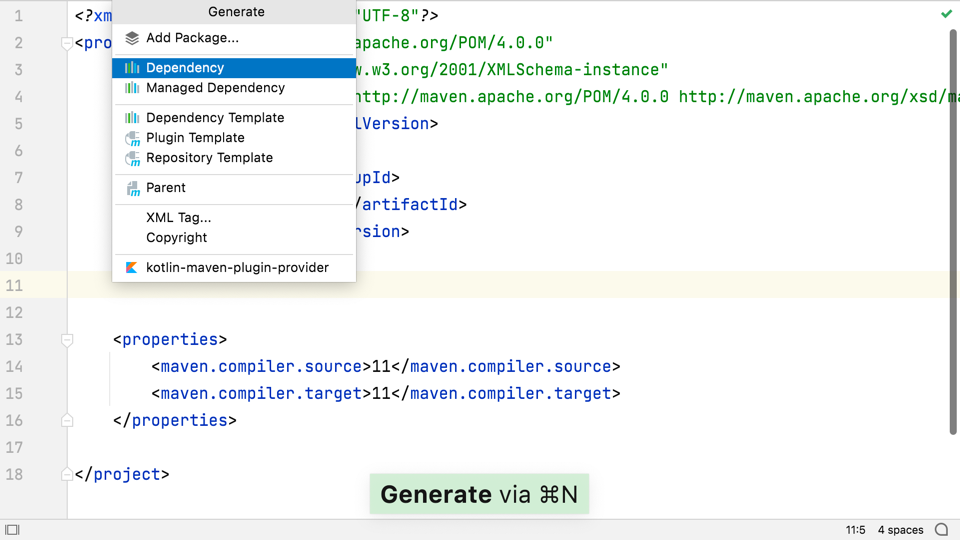 Generate
Add Package...
Dependency
Managed Dependency
Dependency Template
Plugin Template
Repository Template
Parent
XML Tag...
Copyright
kotlin-maven-plugin-provider
1 <?xm "UTF-8"?>
2 <pro apache.org/POM/4.0.0"
3 w.w3.org/2001/XMLSchema-instance"
4 http://maven.apache.org/POM/4.0.0 http://maven.apache.org/xsd/ma
5 lVersion>
6
7 upId>
8 /artifactId>
9 rsion>
10
11
12
13 <properties>
14 <maven.compiler.source>11</maven.compiler.source>
15 <maven.compiler.target>11</maven.compiler.target>
16 </properties>
17
18 </project>
Generate via ⌘N
11:5 4 spaces